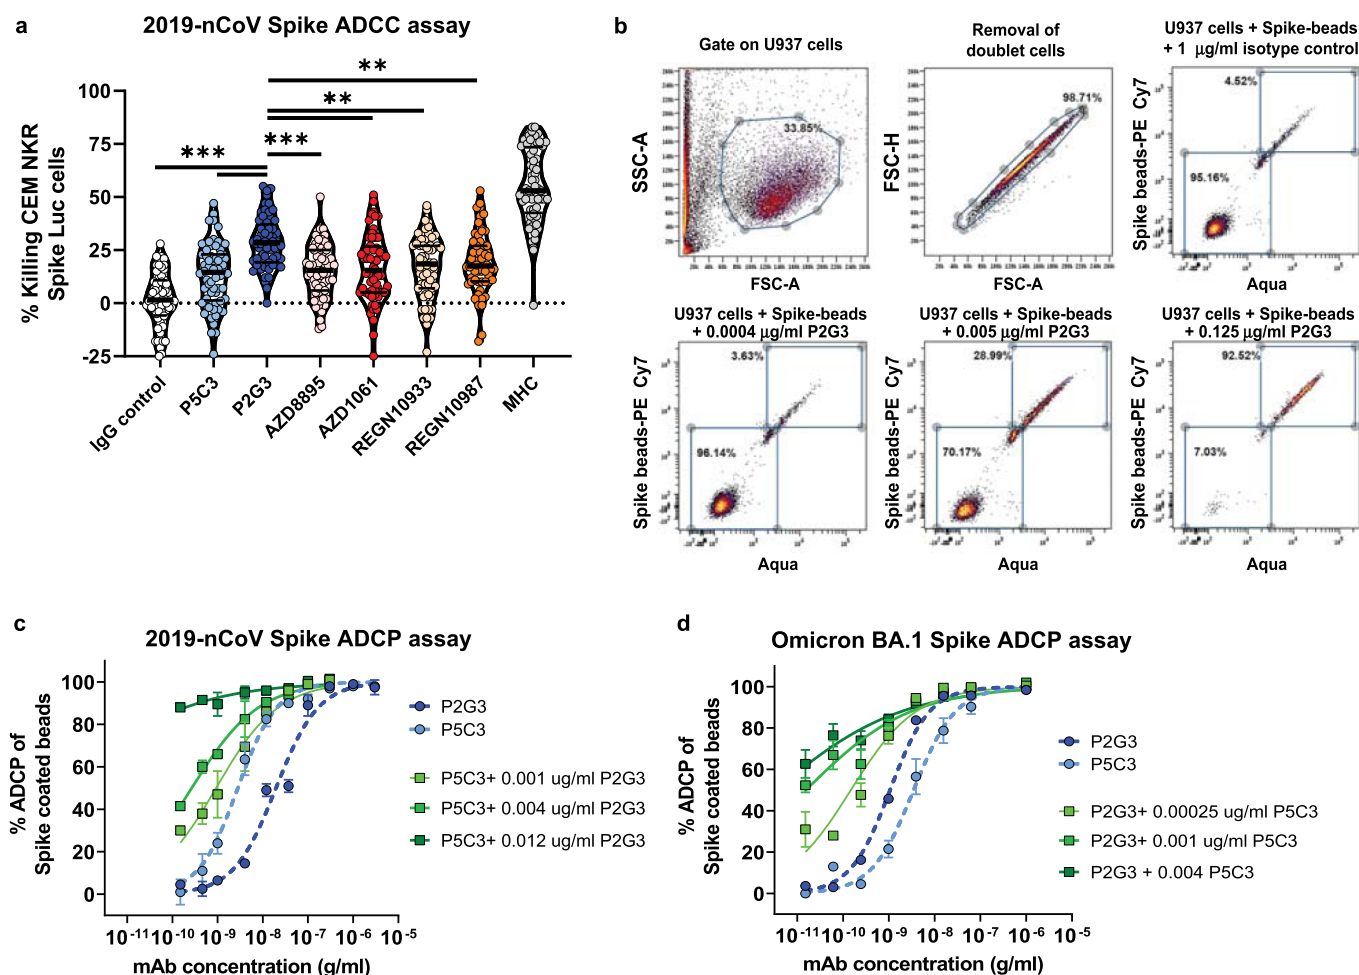 a
2019-nCoV Spike ADCC assay
% Killing CEM NKR
Spike Luc cells
100
75
50
25
0
-25
***
***
**
**
IgG control
P5C3
P2G3
AZD8895
AZD1061
REGN10933
REGN10987
MHC
b
Gate on U937 cells
SSC-A
33.85%
FSC-A
Removal of
doublet cells
FSC-H
98.71%
FSC-A
U937 cells + Spike-beads
+ 1 µg/ml isotype control
Spike beads-PE Cy7
4.52%
95.16%
Aqua
U937 cells + Spike-beads
+ 0.0004 µg/ml P2G3
Spike beads-PE Cy7
3.63%
96.14%
Aqua
U937 cells + Spike-beads
+ 0.005 µg/ml P2G3
Spike beads-PE Cy7
28.99%
70.17%
Aqua
U937 cells + Spike-beads
+ 0.125 µg/ml P2G3
Spike beads-PE Cy7
92.52%
7.03%
Aqua
c
2019-nCoV Spike ADCP assay
% ADCP of
Spike coated beads
100
80
60
40
20
0
10⁻¹¹ 10⁻¹⁰ 10⁻⁹ 10⁻⁸ 10⁻⁷ 10⁻⁶ 10⁻⁵
mAb concentration (g/ml)
P2G3
P5C3
P5C3+ 0.001 ug/ml P2G3
P5C3+ 0.004 ug/ml P2G3
P5C3+ 0.012 ug/ml P2G3
d
Omicron BA.1 Spike ADCP assay
% ADCP of
Spike coated beads
100
80
60
40
20
0
10⁻¹¹ 10⁻¹⁰ 10⁻⁹ 10⁻⁸ 10⁻⁷ 10⁻⁶ 10⁻⁵
mAb concentration (g/ml)
P2G3
P5C3
P2G3+ 0.00025 ug/ml P5C3
P2G3+ 0.001 ug/ml P5C3
P2G3 + 0.004 P5C3